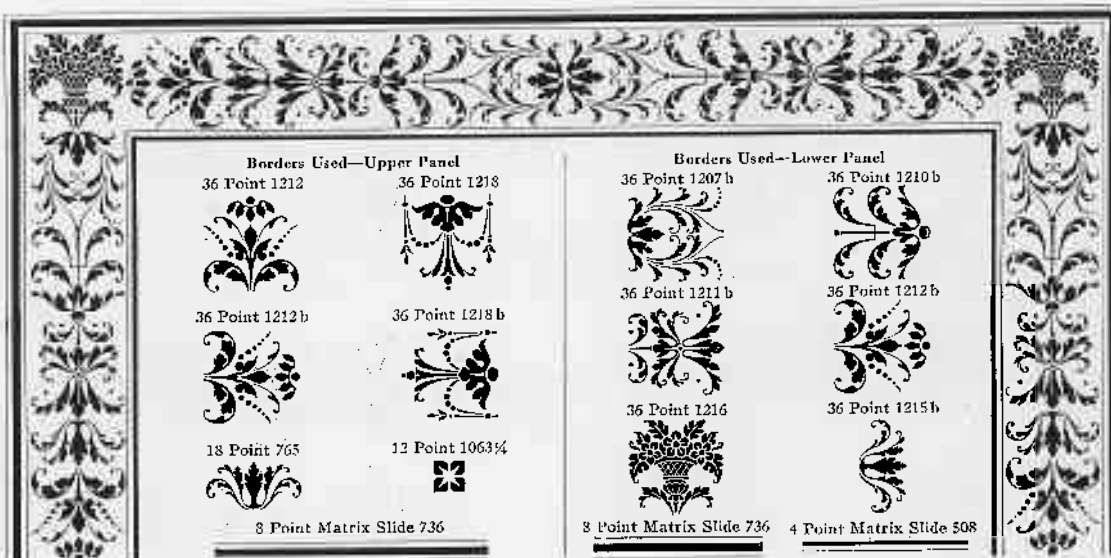 Borders Used—Upper Panel
36 Point 1212
36 Point 1218
36 Point 1212 b
36 Point 1218 b
18 Point 765
12 Point 1063¼
8 Point Matrix Slide 736
Borders Used—Lower Panel
36 Point 1207 b
36 Point 1210 b
36 Point 1211 b
36 Point 1212 b
36 Point 1216
36 Point 1215 b
8 Point Matrix Slide 736
4 Point Matrix Slide 508